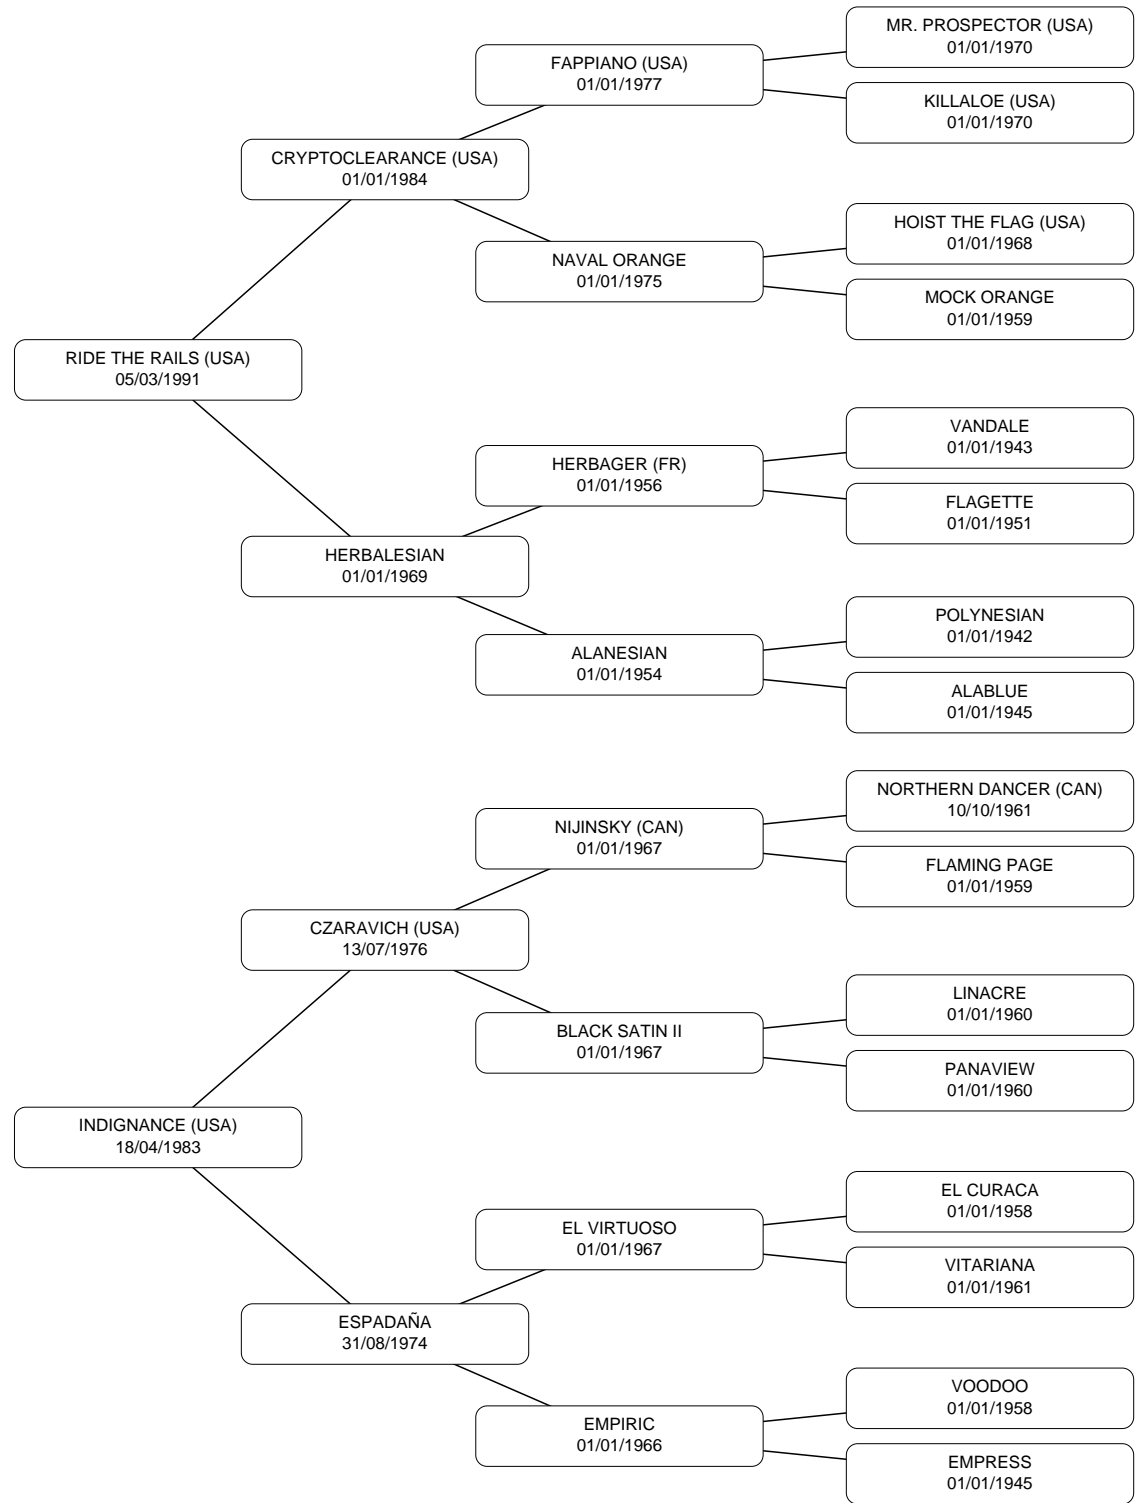 MR. PROSPECTOR (USA)
01/01/1970
FAPPIANO (USA)
01/01/1977
KILLALOE (USA)
01/01/1970
CRYPTOCLEARANCE (USA)
01/01/1984
HOIST THE FLAG (USA)
01/01/1968
NAVAL ORANGE
01/01/1975
MOCK ORANGE
01/01/1959
RIDE THE RAILS (USA)
05/03/1991
VANDALE
01/01/1943
HERBAGER (FR)
01/01/1956
FLAGETTE
01/01/1951
HERBALESIAN
01/01/1969
POLYNESIAN
01/01/1942
ALANESIAN
01/01/1954
ALABLUE
01/01/1945
NORTHERN DANCER (CAN)
10/10/1961
NIJINSKY (CAN)
01/01/1967
FLAMING PAGE
01/01/1959
CZARAVICH (USA)
13/07/1976
LINACRE
01/01/1960
BLACK SATIN II
01/01/1967
PANAVIEW
01/01/1960
INDIGNANCE (USA)
18/04/1983
EL CURACA
01/01/1958
EL VIRTUOSO
01/01/1967
VITARIANA
01/01/1961
ESPADAÑA
31/08/1974
VOODOO
01/01/1958
EMPIRIC
01/01/1966
EMPRESS
01/01/1945